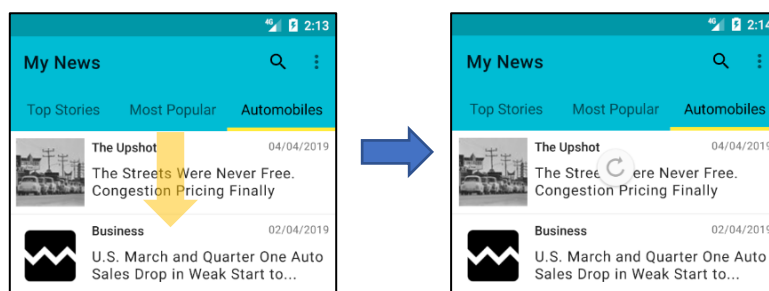 4G 2:13
My News
Top Stories Most Popular Automobiles
The Upshot 04/04/2019
The Streets Were Never Free.
Congestion Pricing Finally
Business 02/04/2019
U.S. March and Quarter One Auto
Sales Drop in Weak Start to...
4G 2:14
My News
Top Stories Most Popular Automobiles
The Upshot 04/04/2019
The Stree ere Never Free.
Congestion Pricing Finally
Business 02/04/2019
U.S. March and Quarter One Auto
Sales Drop in Weak Start to...